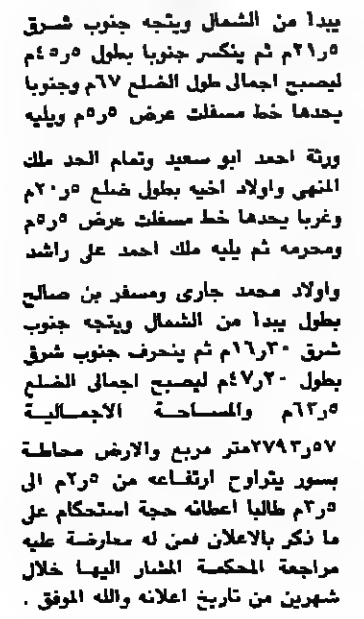 يبدأ من الشمال ويتجه جنوب شرق
٢١٫٥م ثم ينكسر جنوبا بطول ٤٥٫٥م
ليصبح اجمالى طول الضلع ٦٧م وجنوبا
يحدها خط مسفلت عرض ٥٫٥م ويليه
ورثة احمد ابو سعيد وتمام الحد ملك
المنهى واولاد اخيه بطول ضلع ٢٠٫٥م
وغربا يحدها خط مسفلت عرض ٥٫٥م
ومحرمه ثم يليه ملك احمد على راشد
واولاد محمد جارى ومسفر بن صالح
بطول يبدا من الشمال ويتجه جنوب
شرق ١٦٫٣٠م ثم ينحرف جنوب شرق
بطول ٤٧٫٢٠م ليصبح اجمالى الضلع
٦٣٫٥م والمساحة الاجمالية
٢٧٩٣٫٥٧متر مربع والارض محاطة
بسور يتراوح ارتفاعه من ٢٫٥م الى
٣٫٥م طالبا اعطائه حجة استحكام على
ما ذكر بالاعلان فمن له معارضة عليه
مراجعة المحكمة المشار اليها خلال
شهرين من تاريخ اعلانه والله الموفق .